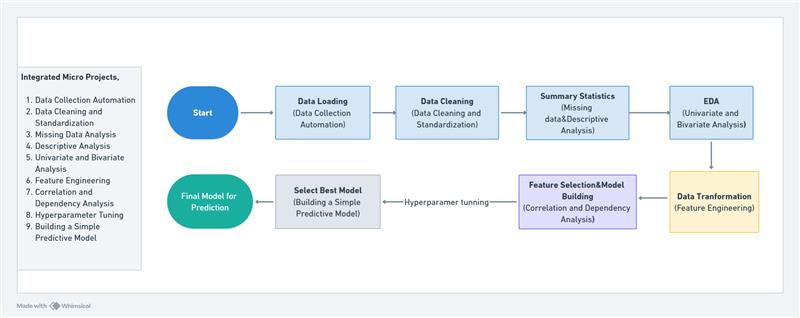 Integrated Micro Projects,
1. Data Collection Automation
2. Data Cleaning and
Standardization
3. Missing Data Analysis
4. Descriptive Analysis
5. Univariate and Bivariate
Analysis
6. Feature Engineering
7. Correlation and
Dependency Analysis
8. Hyperparameter Tuning
9. Building a Simple
Predictive Model
Start
Data Loading
(Data Collection
Automation)
Data Cleaning
(Data Cleaning and
Standardization)
Summary Statistics
(Missing
data&Descriptive
Analysis)
EDA
(Univariate and
Bivariate Analysis)
Data Tranformation
(Feature Engineering)
Feature Selection&Model
Building
(Correlation and Dependency
Analysis)
Hyperparamer tunning
Select Best Model
(Building a Simple
Predictive Model)
Final Model for
Prediction
Made with Whimsical